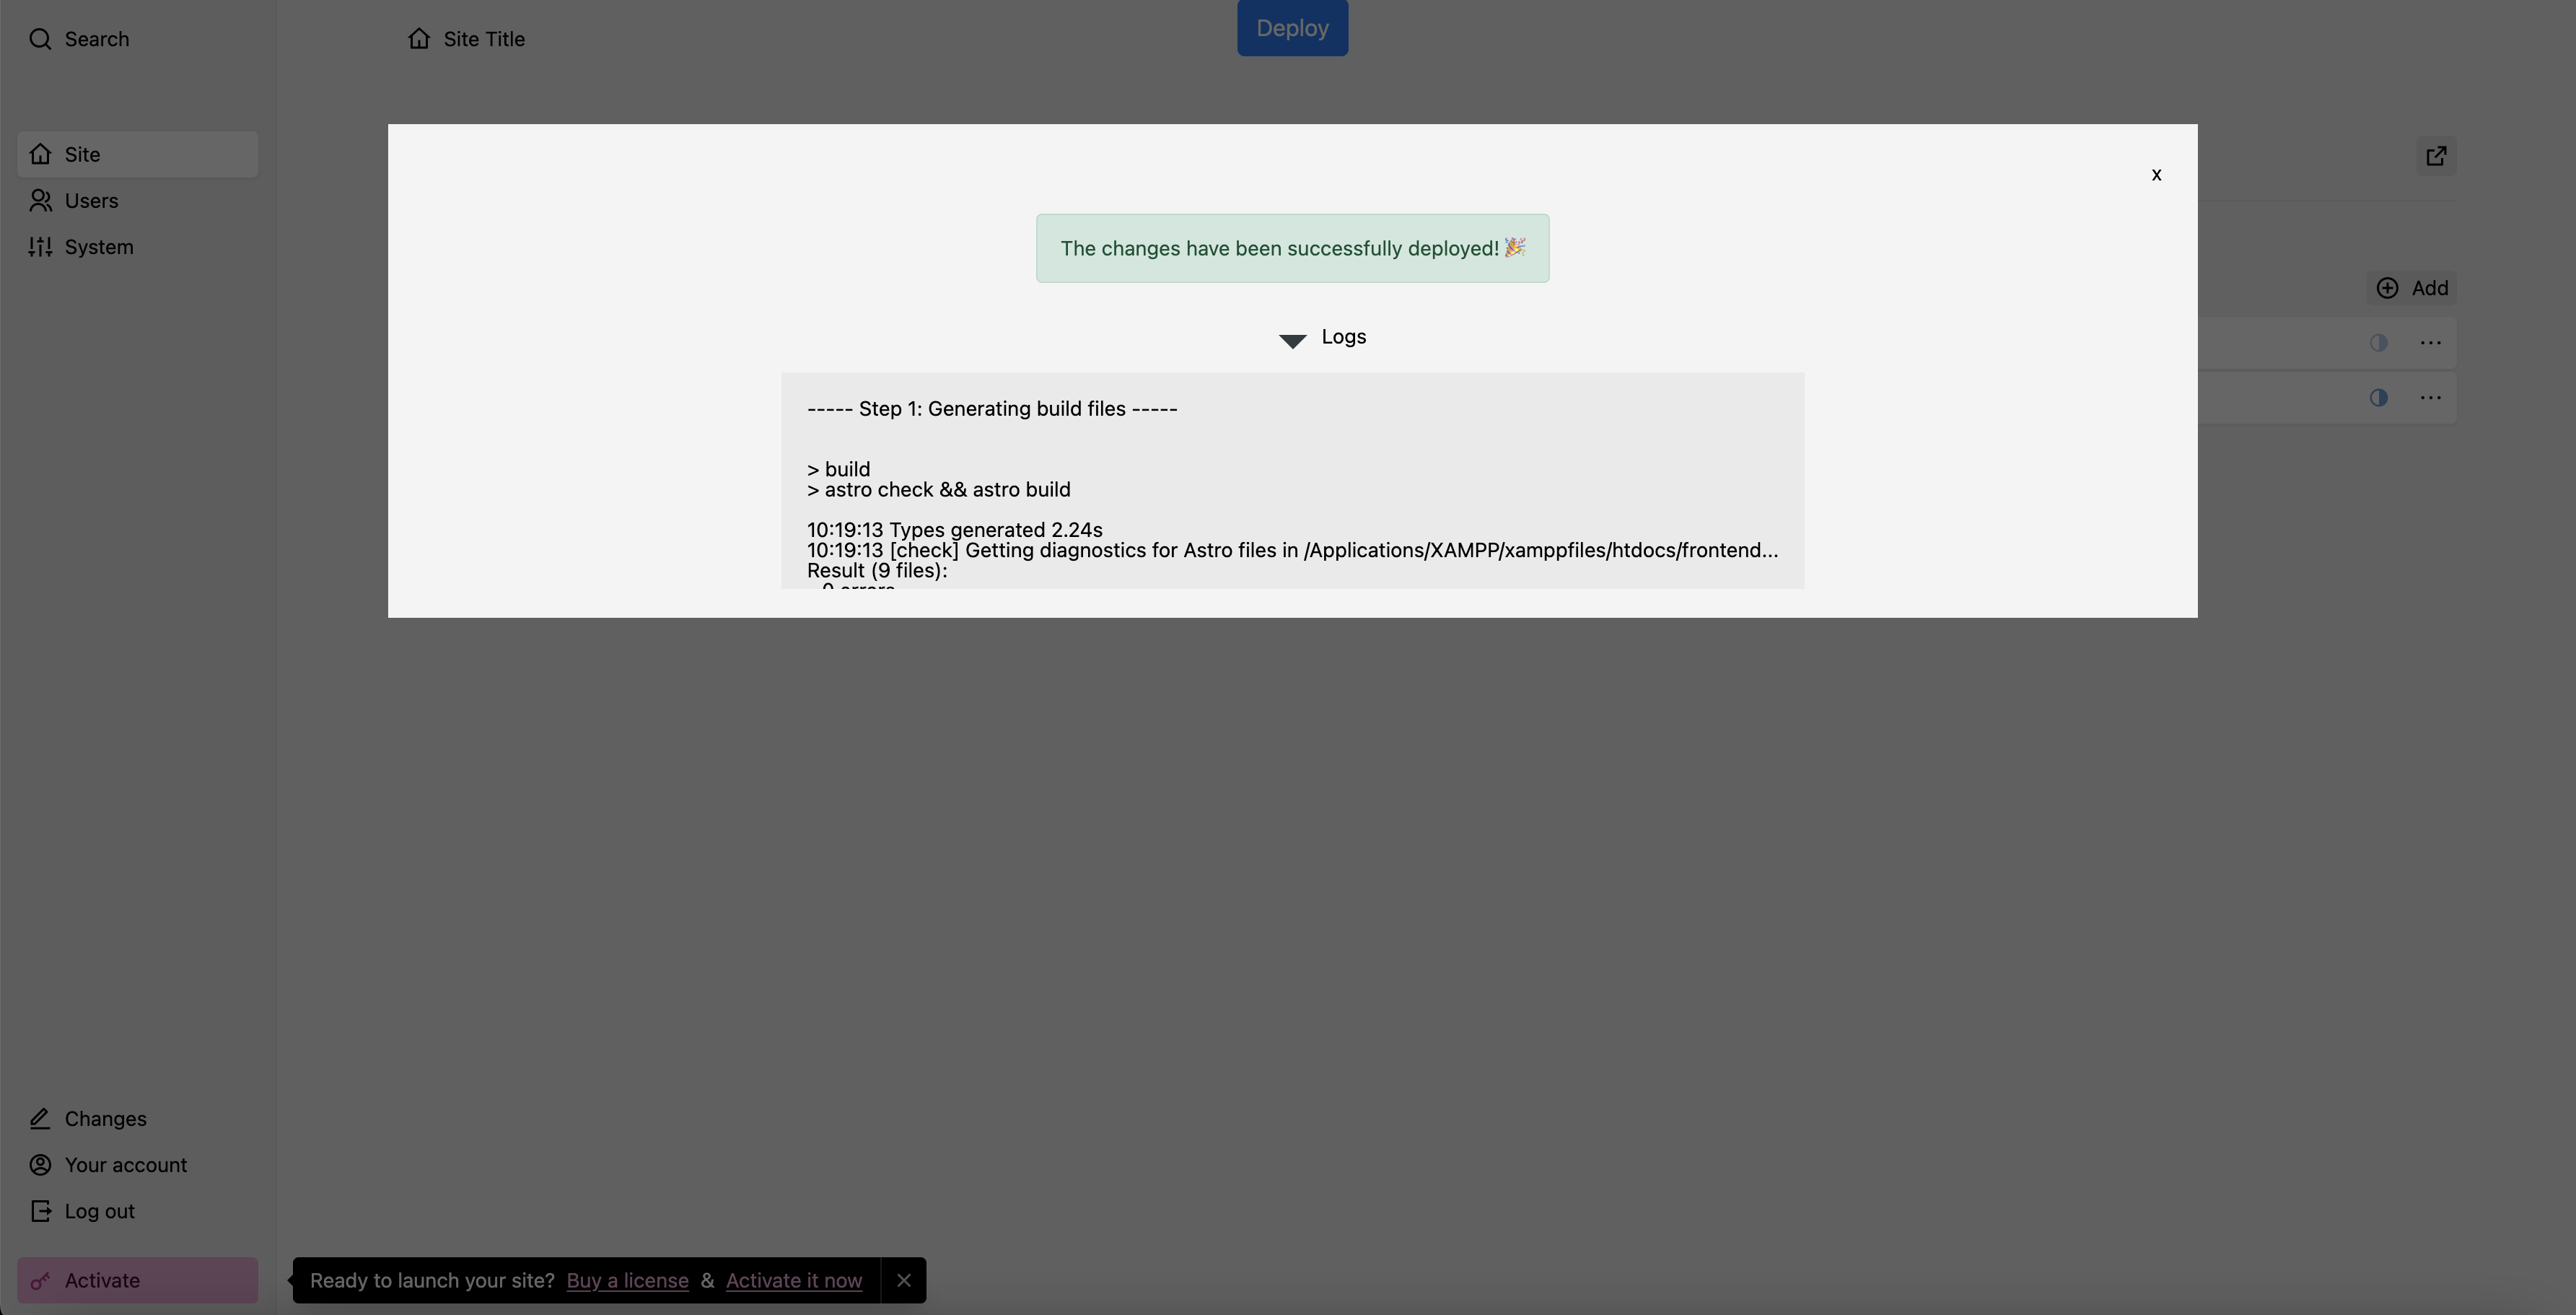 Search
Site Title
Deploy
Site
Users
System
x
The changes have been successfully deployed! 🎉
Logs
Add
----- Step 1: Generating build files -----
> build
> astro check && astro build
10:19:13 Types generated 2.24s
10:19:13 [check] Getting diagnostics for Astro files in /Applications/XAMPP/xamppfiles/htdocs/frontend...
Result (9 files):
0 errors
Changes
Your account
Log out
Activate
Ready to launch your site? Buy a license & Activate it now